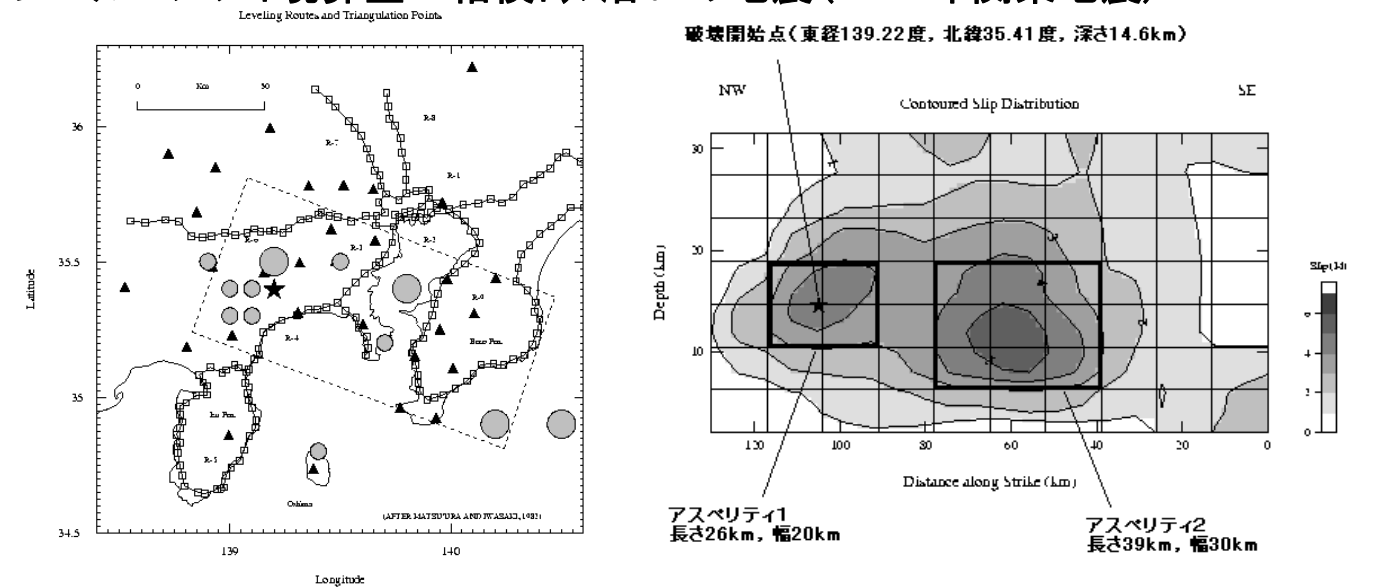 Leveling Routes and Triangulation Points
0 Km 50
36
35.5
35
34.5
139
140
Latitude
Longitude
R-8
R-7
R-1
R-2
R-3
R-6
R-9
R-4
R-5
Boso Pen.
Izu Pen.
Oshima
(AFTER MATSU'URA AND IWASAKI, 1983)
破壊開始点(東経139.22度, 北緯35.41度, 深さ14.6km)
NW
SE
Contoured Slip Distribution
30
20
10
Depth (km)
120 100 80 60 40 20 0
Distance along Strike (km)
Slip(M)
6
4
2
0
アスペリティ1
長さ26km, 幅20km
アスペリティ2
長さ39km, 幅30km